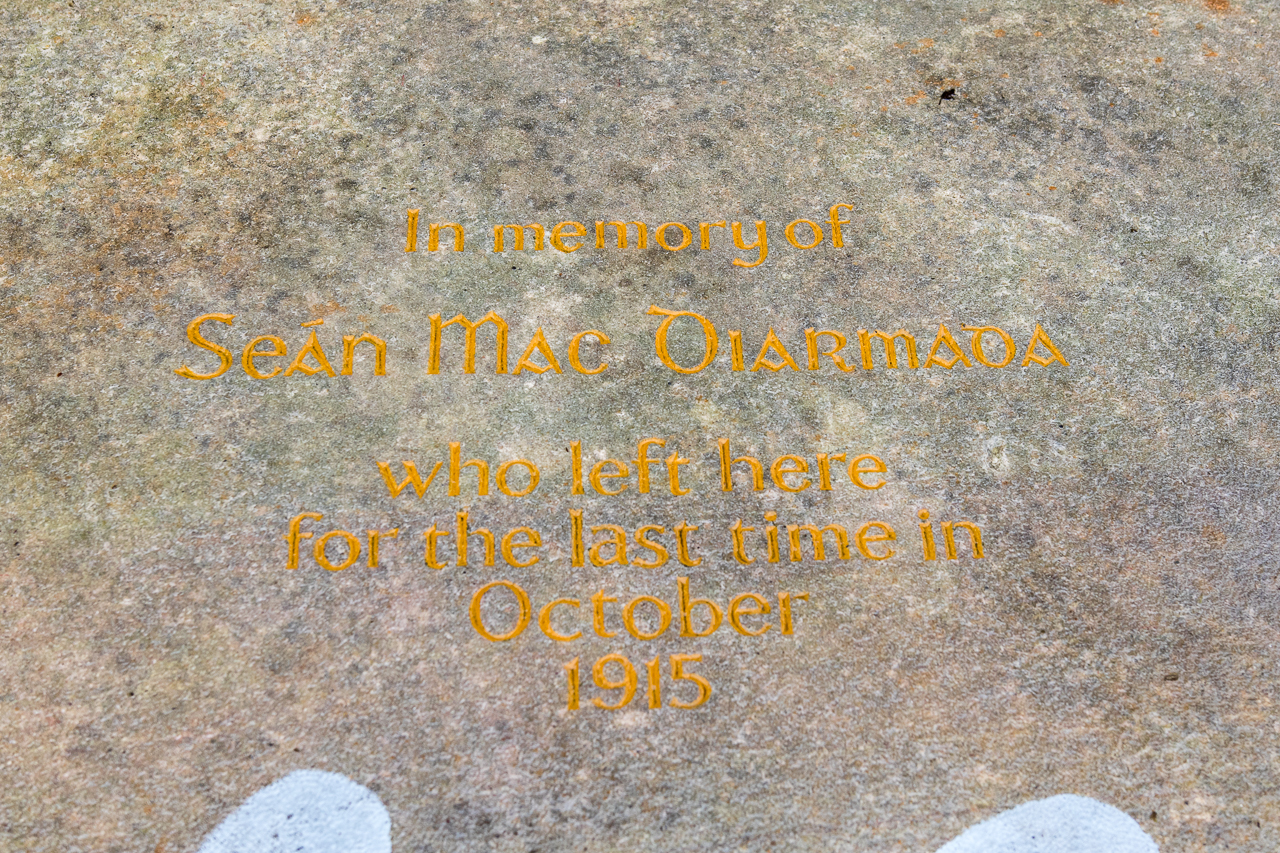 In memory of
Seán Mac Diarmada
who left here
for the last time in
October
1915